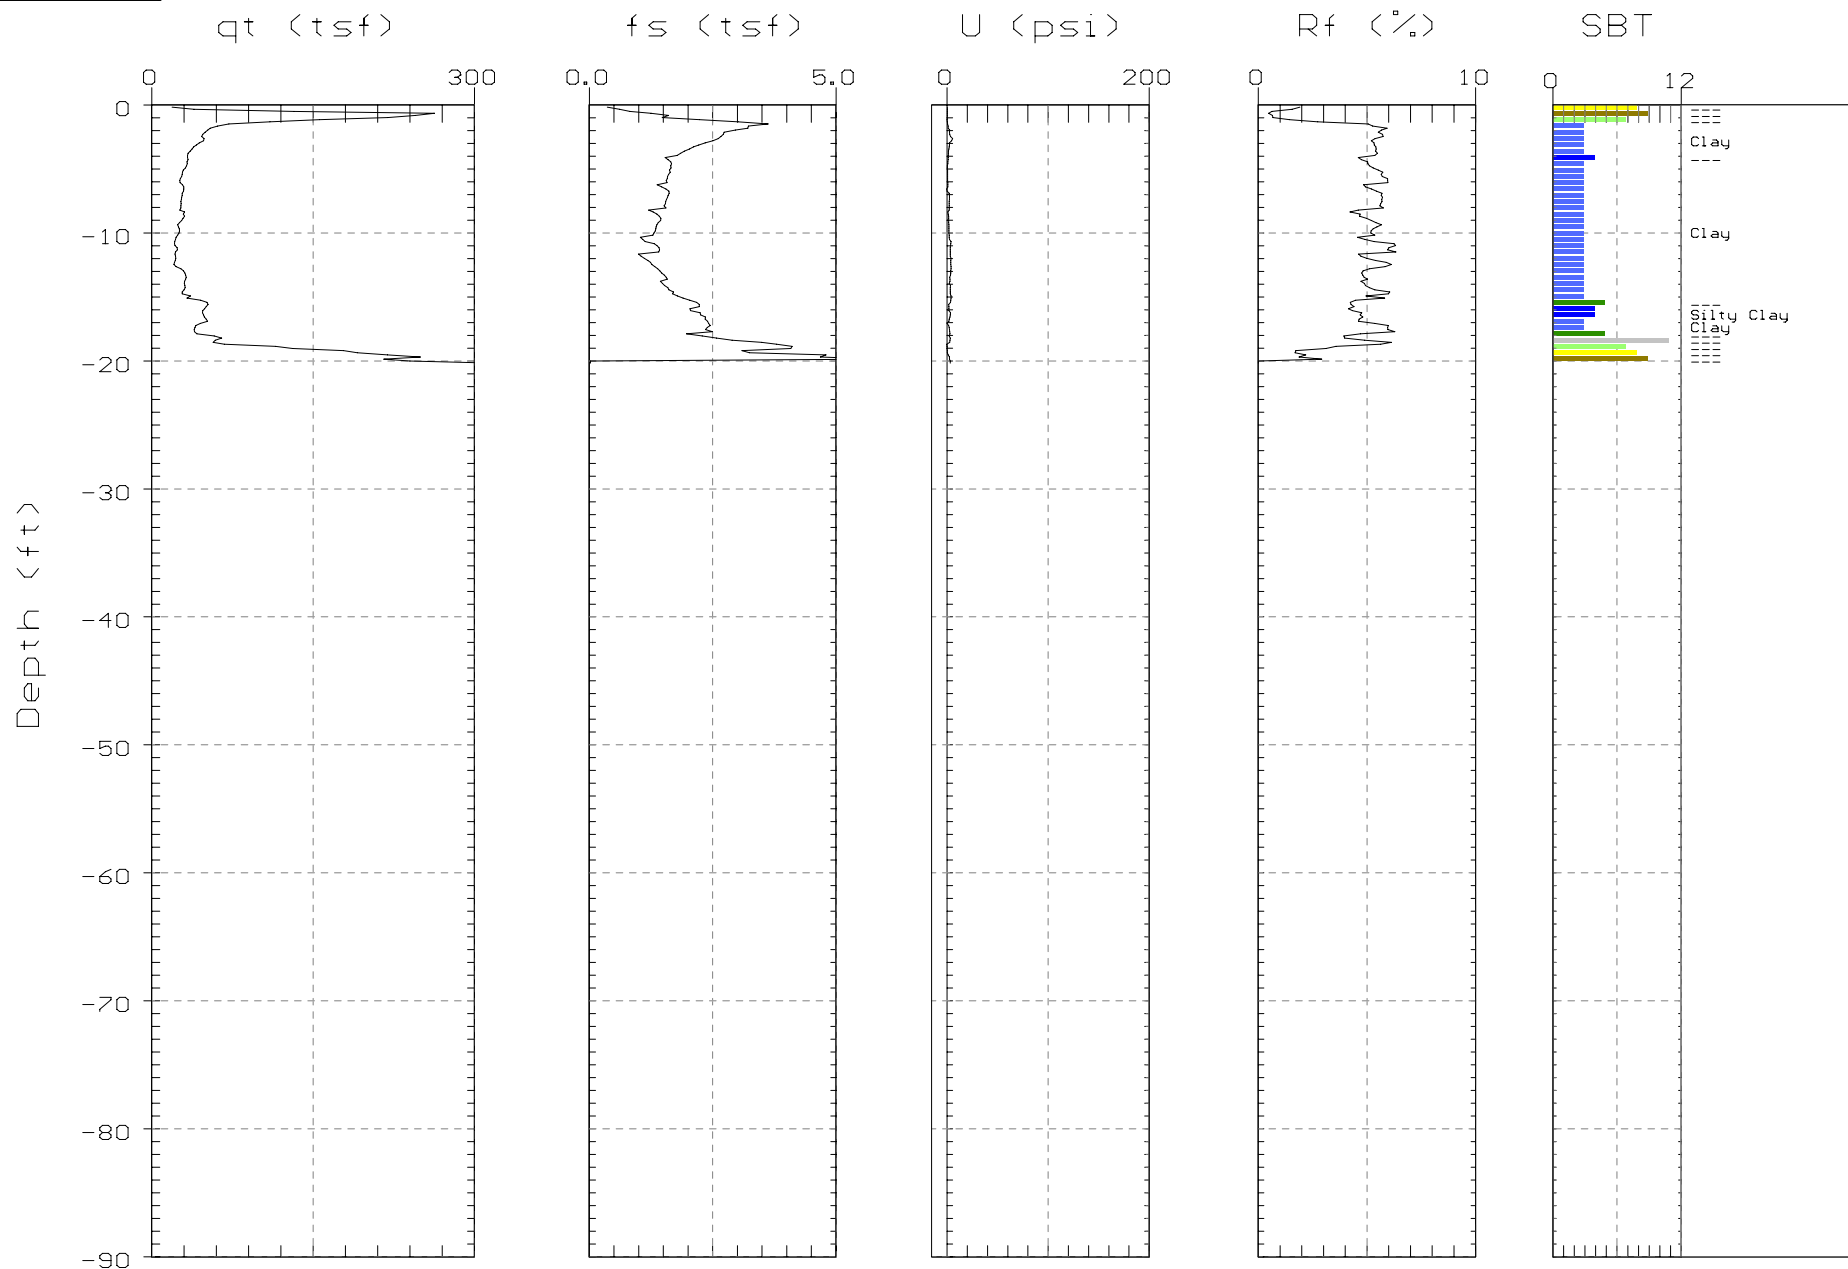 qt (tsf) fs (tsf) U (psi) Rf (%) SBT
0 300 0.0 5.0 0 200 0 10 0 12
0
---
---
---
Clay
---
-10 Clay
---
Silty Clay
Clay
---
---
---
---
-20 ---
-30
Depth (ft)
-40
-50
-60
-70
-80
-90